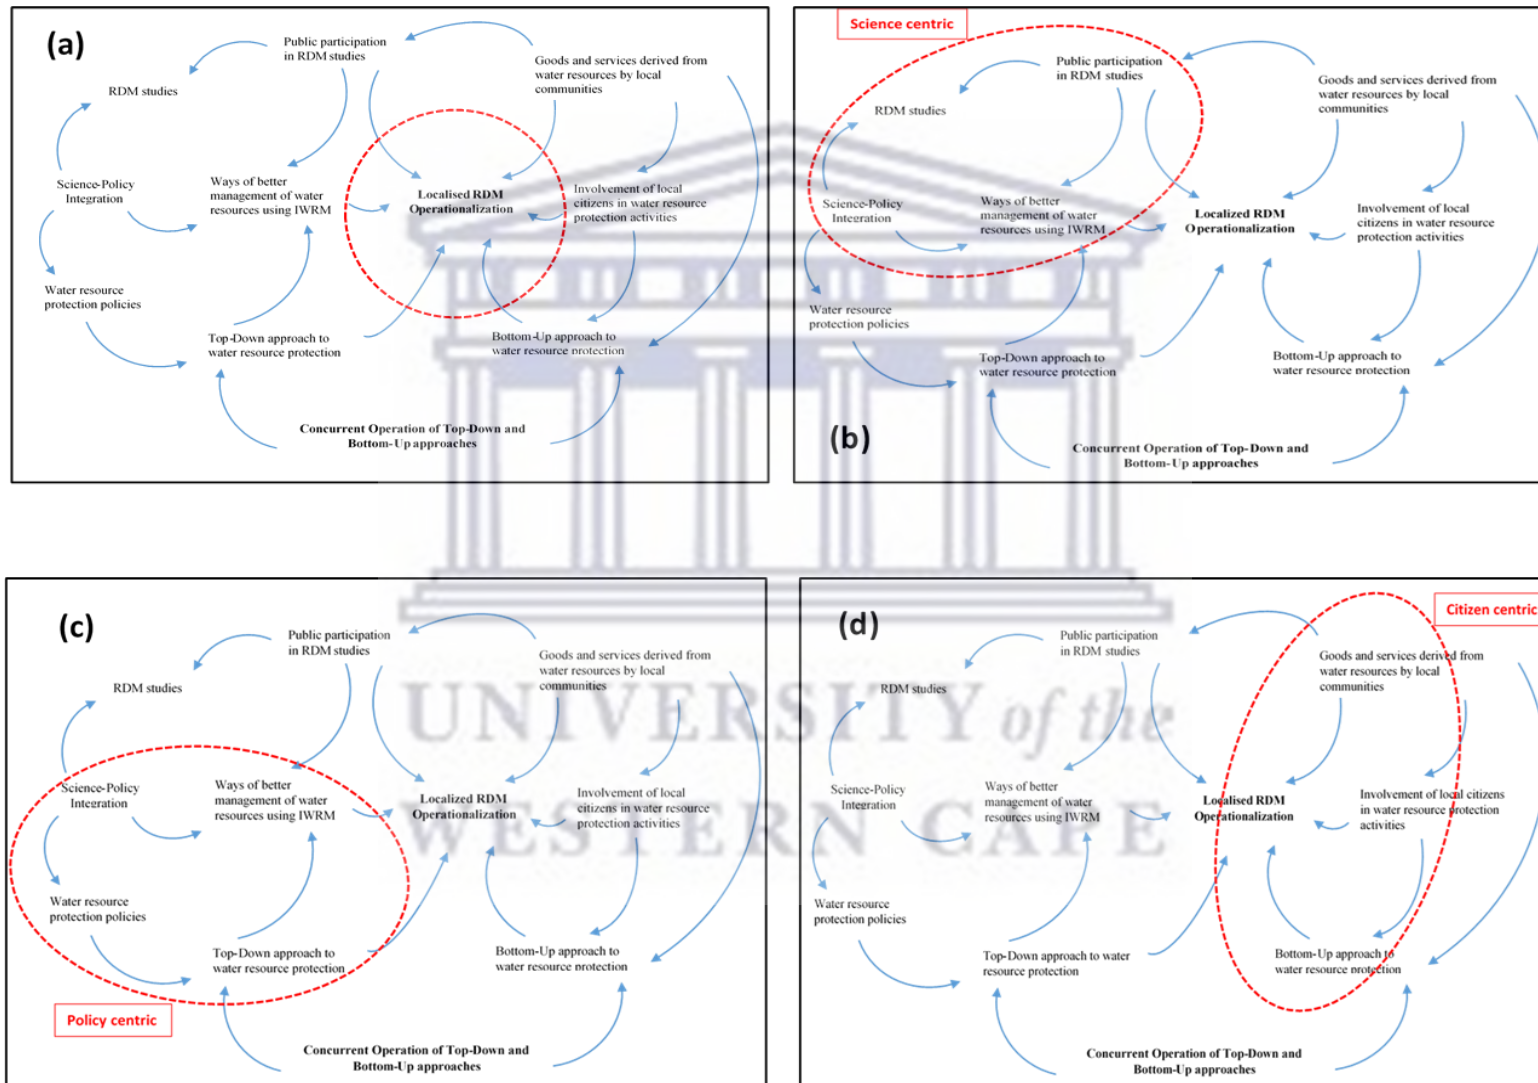 (a)
Public participation
in RDM studies
Goods and services derived from
water resources by local
communities
RDM studies
Science-Policy
Integration
Ways of better
management of water
resources using IWRM
Localised RDM
Operationalization
Involvement of local
citizens in water resource
protection activities
Water resource
protection policies
Top-Down approach to
water resource protection
Bottom-Up approach to
water resource protection
Concurrent Operation of Top-Down and
Bottom-Up approaches
Science centric
Public participation
in RDM studies
Goods and services derived from
water resources by local
communities
RDM studies
Science-Policy
Integration
Ways of better
management of water
resources using IWRM
Localized RDM
Operationalization
Involvement of local
citizens in water resource
protection activities
Water resource
protection policies
Top-Down approach to
water resource protection
Bottom-Up approach to
water resource protection
(b)
Concurrent Operation of Top-Down and
Bottom-Up approaches
(c)
Public participation
in RDM studies
Goods and services derived from
water resources by local
communities
RDM studies
Science-Policy
Integration
Ways of better
management of water
resources using IWRM
Localized RDM
Operationalization
Involvement of local
citizens in water resource
protection activities
Water resource
protection policies
Top-Down approach to
water resource protection
Bottom-Up approach to
water resource protection
Policy centric
Concurrent Operation of Top-Down and
Bottom-Up approaches
(d)
Citizen centric
Public participation
in RDM studies
Goods and services derived from
water resources by local
communities
RDM studies
Science-Policy
Integration
Ways of better
management of water
resources using IWRM
Localised RDM
Operationalization
Involvement of local citizens
in water resource protection
activities
Water resource
protection policies
Top-Down approach to water
resource protection
Bottom-Up approach to
water resource protection
Concurrent Operation of Top-Down and
Bottom-Up approaches
UNIVERSITY of the
WESTERN CAPE